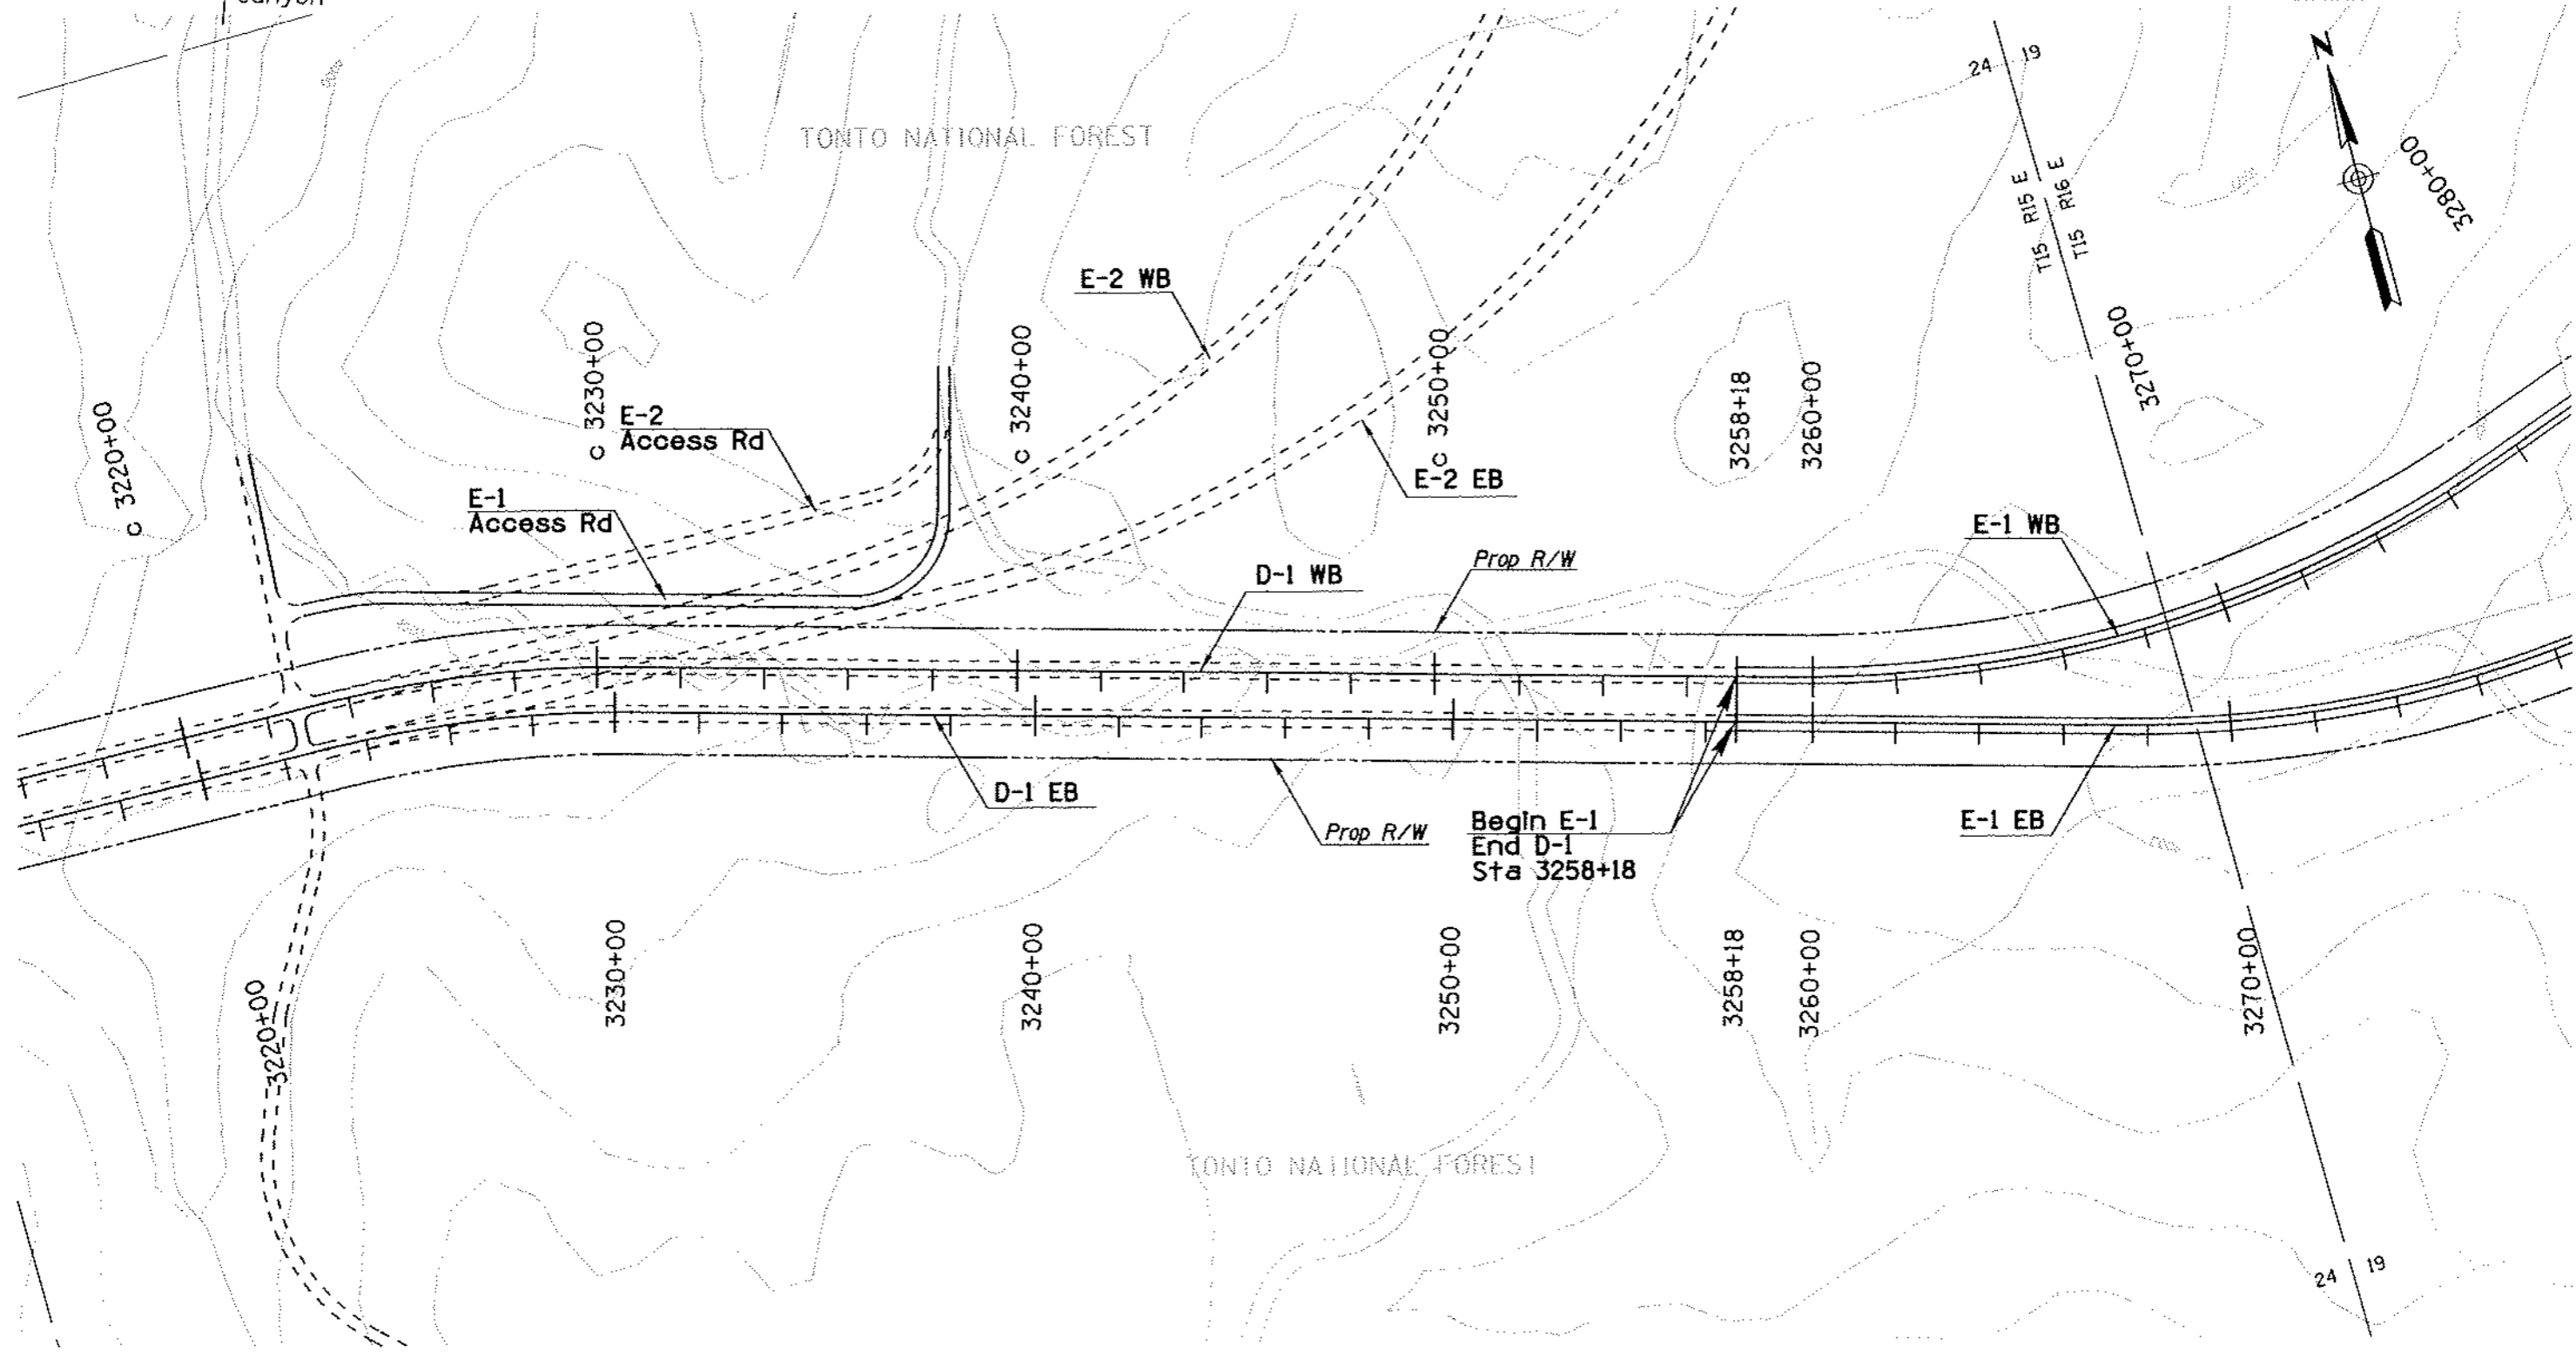 Canyon
24 19
N
TONTO NATIONAL FOREST
T15 R15 E
T15 R16 E
3280+00
E-2 WB
3270+00
C 3220+00
C 3230+00
E-2
Access Rd
C 3240+00
C 3250+00
3258+18
3260+00
E-2 EB
E-1
Access Rd
E-1 WB
Prop R/W
D-1 WB
D-1 EB
Prop R/W
Begin E-1
End D-1
Sta 3258+18
E-1 EB
3220+00
3230+00
3240+00
3250+00
3258+18
3260+00
3270+00
TONTO NATIONAL FOREST
24 19